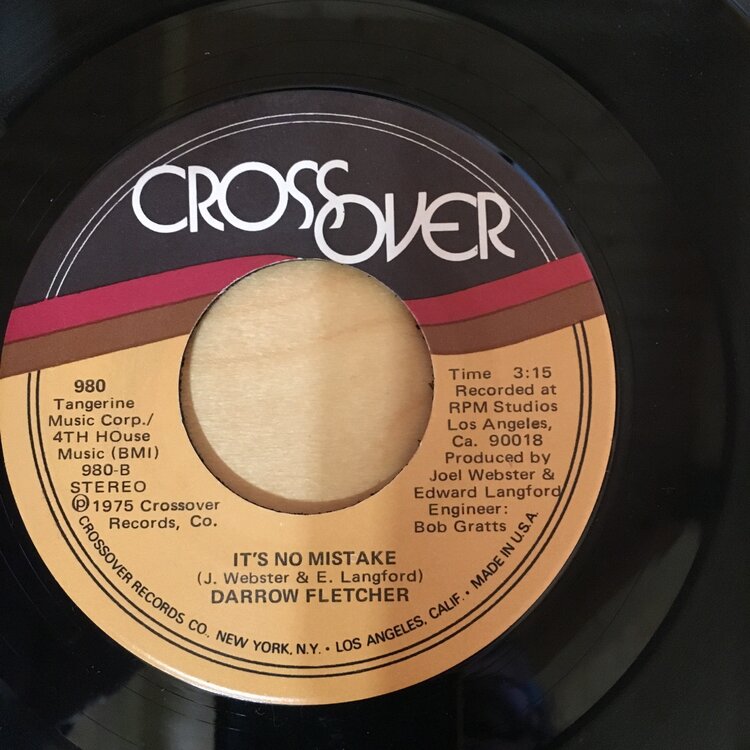 CROSSOVER
980
Tangerine
Music Corp./
4TH HOuse
Music (BMI)
980-B
STEREO
Ⓟ1975 Crossover
Records, Co.
Time 3:15
Recorded at
RPM Studios
Los Angeles,
Ca. 90018
Produced by
Joel Webster &
Edward Langford
Engineer:
Bob Gratts
IT'S NO MISTAKE
(J. Webster & E. Langford)
DARROW FLETCHER
CROSSOVER RECORDS CO. NEW YORK, N.Y. • LOS ANGELES, CALIF. • MADE IN U.S.A.